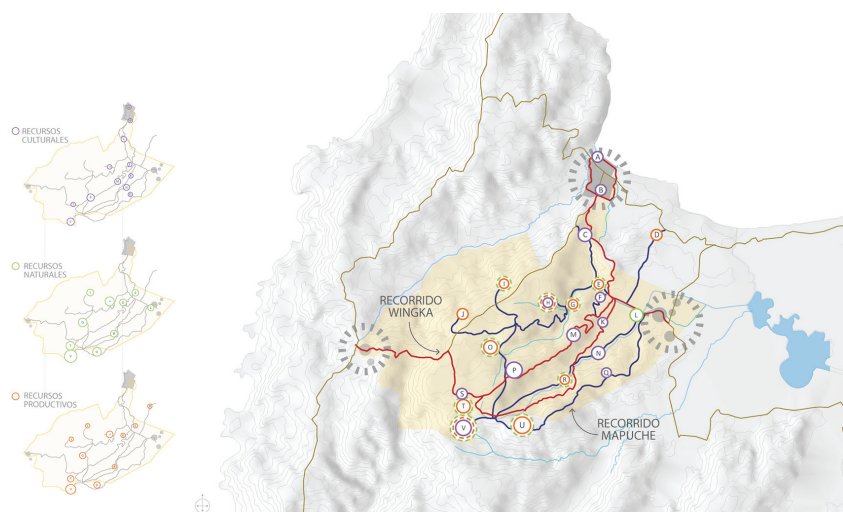 RECURSOS
CULTURALES
RECURSOS
NATURALES
RECURSOS
PRODUCTIVOS
A
B
C
D
I
H
E
G
F
J
RECORRIDO
WINGKA
L
K
M
O
N
P
R
Q
S
T
V
U
RECORRIDO
MAPUCHE